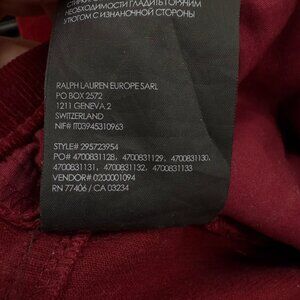 НЕОБХОДИМОСТИ ГЛАДИТЬ ГОРЯЧИМ
УТЮГОМ С ИЗНАНОЧНОЙ СТОРОНЫ
RALPH LAUREN EUROPE SARL
PO BOX 2572
1211 GENEVA 2
SWITZERLAND
NIF# IT03945310963
STYLE# 295723954
PO# 4700831128, 4700831129, 4700831130,
4700831131, 4700831132, 4700831133
VENDOR# 0200001094
RN 77406 / CA 03234